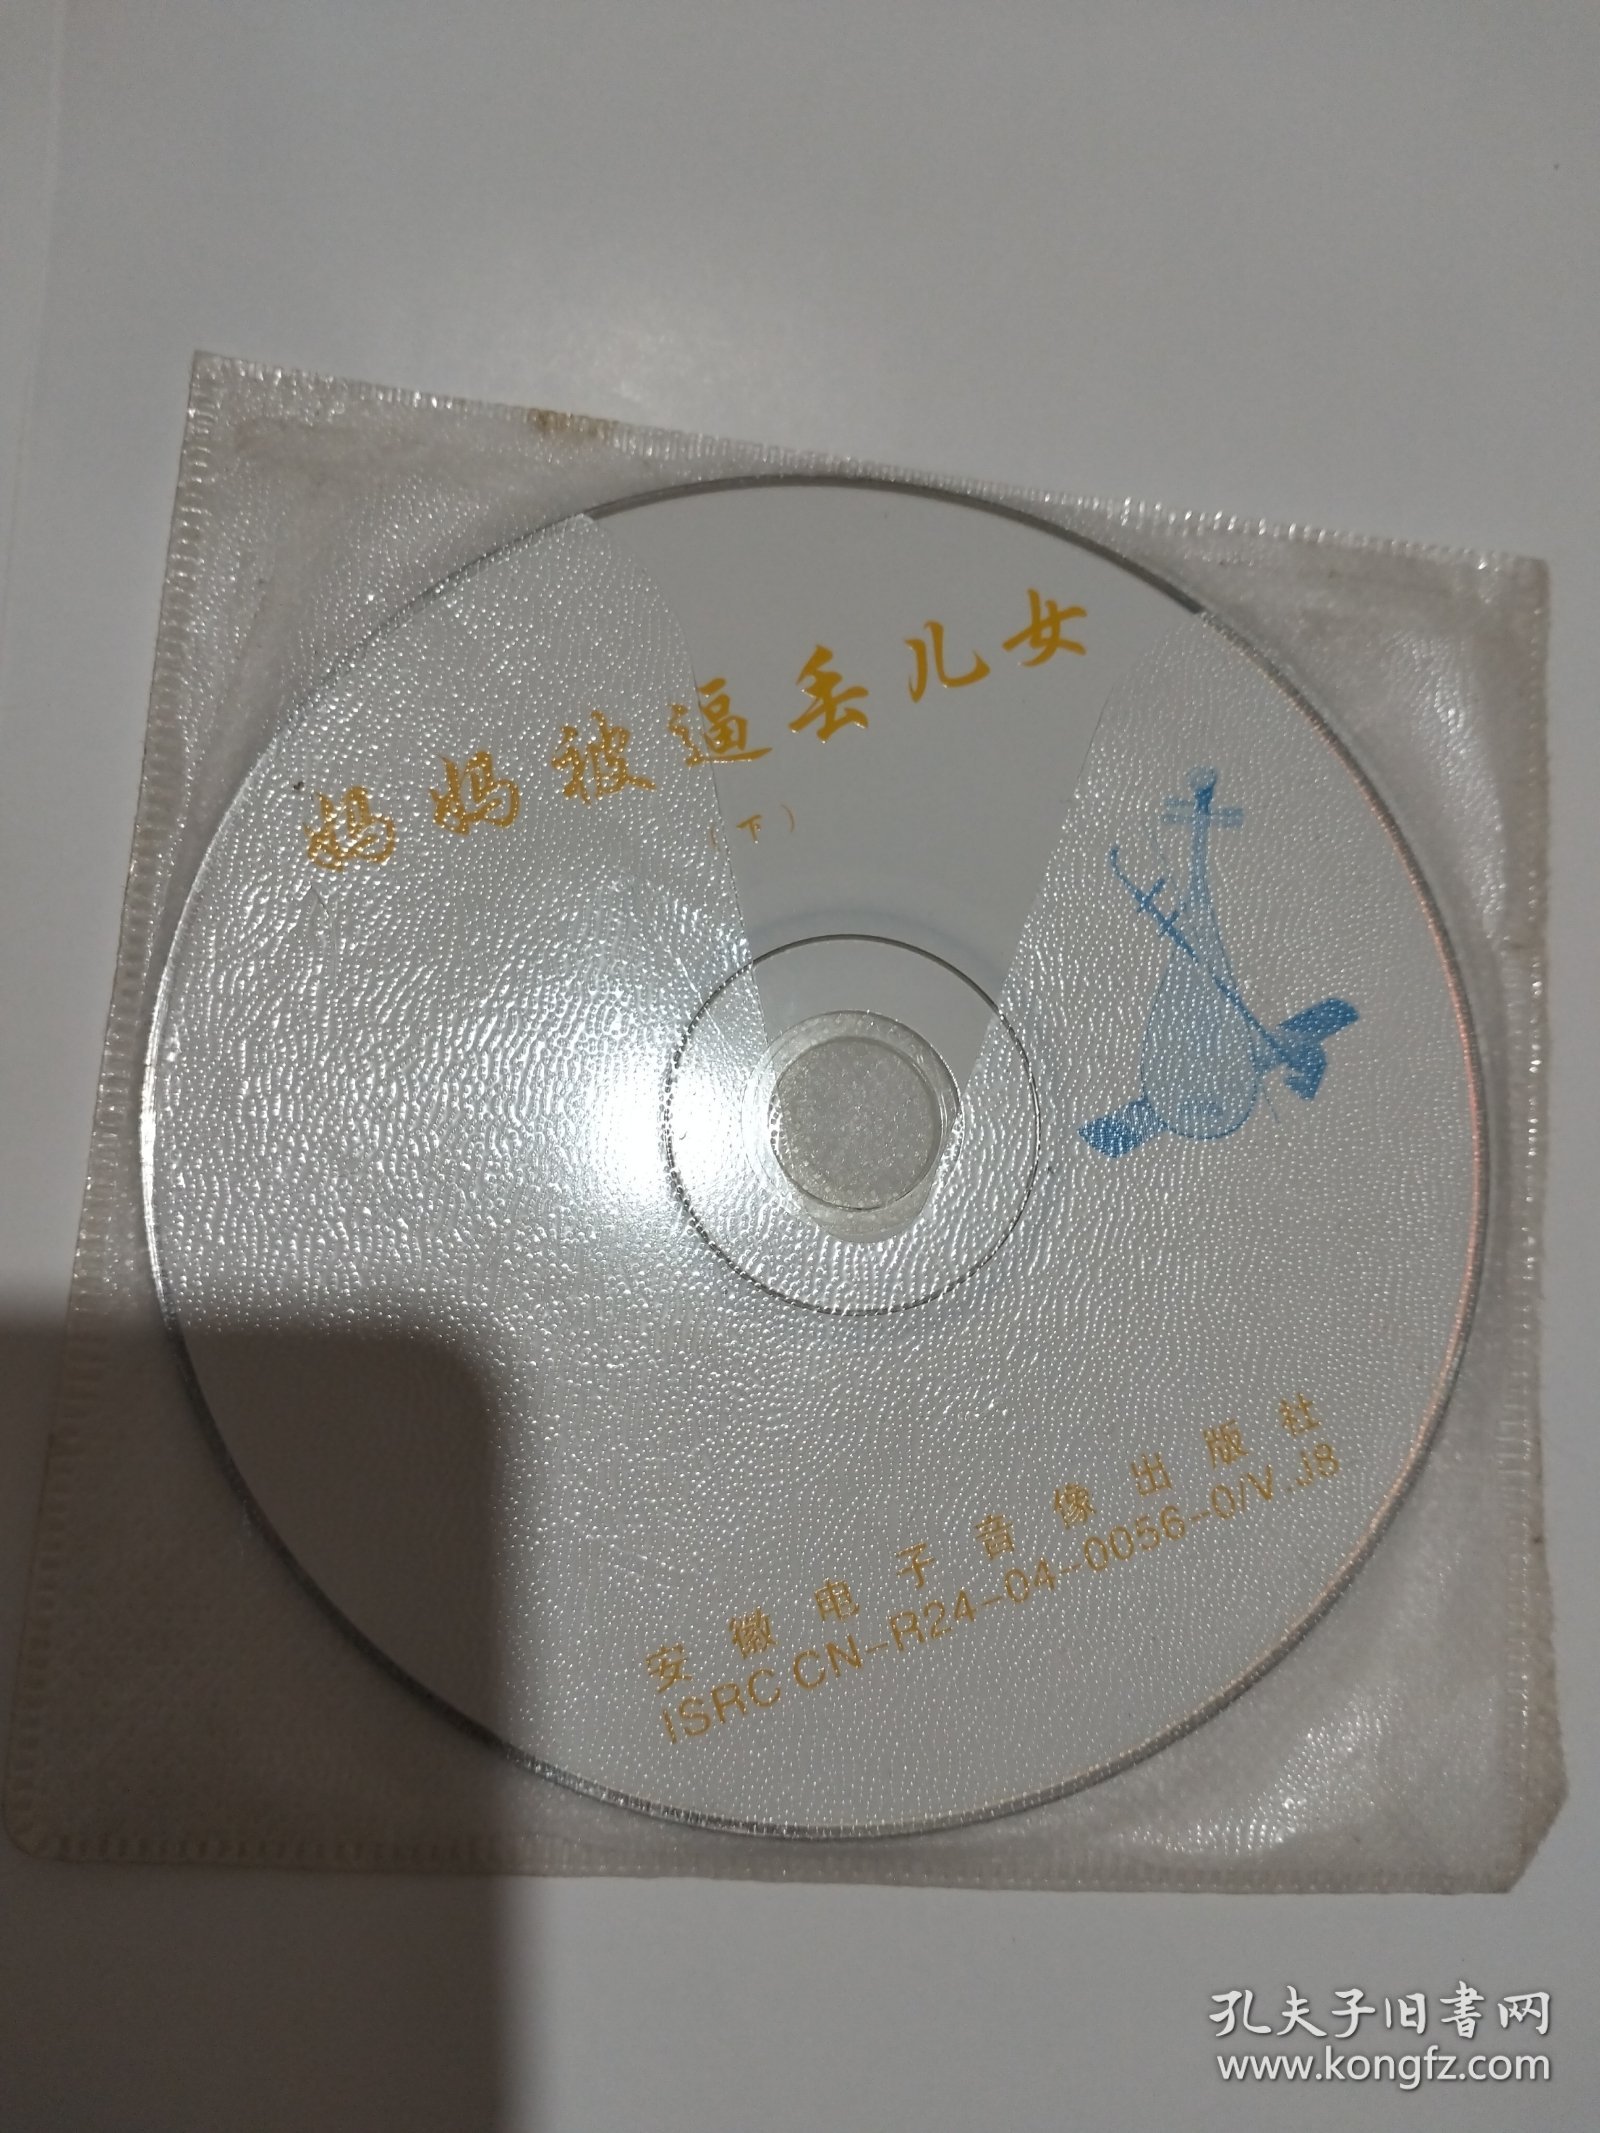 妈妈被逼丢儿女
（下）
安徽电子音像出版社
ISRC CN-R24-04-0056-0/V.J8
孔夫子旧书网
www.kongfz.com